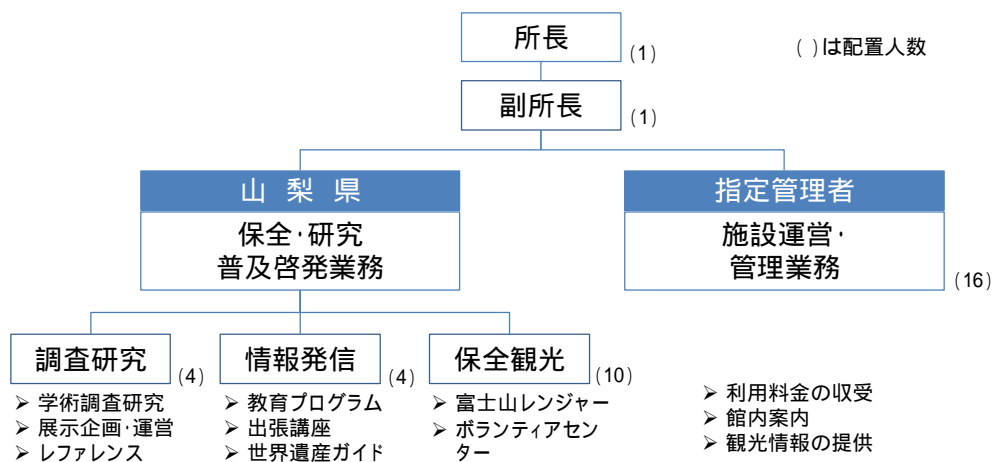 所長
(1)
( )は配置人数
副所長
(1)
山 梨 県
保全・研究
普及啓発業務
指定管理者
施設運営・
管理業務
(16)
調査研究
(4)
➢ 学術調査研究
➢ 展示企画・運営
➢ レファレンス
情報発信
(4)
➢ 教育プログラム
➢ 出張講座
➢ 世界遺産ガイド
保全観光
(10)
➢ 富士山レンジャー
➢ ボランティアセン
ター
➢ 利用料金の収受
➢ 館内案内
➢ 観光情報の提供